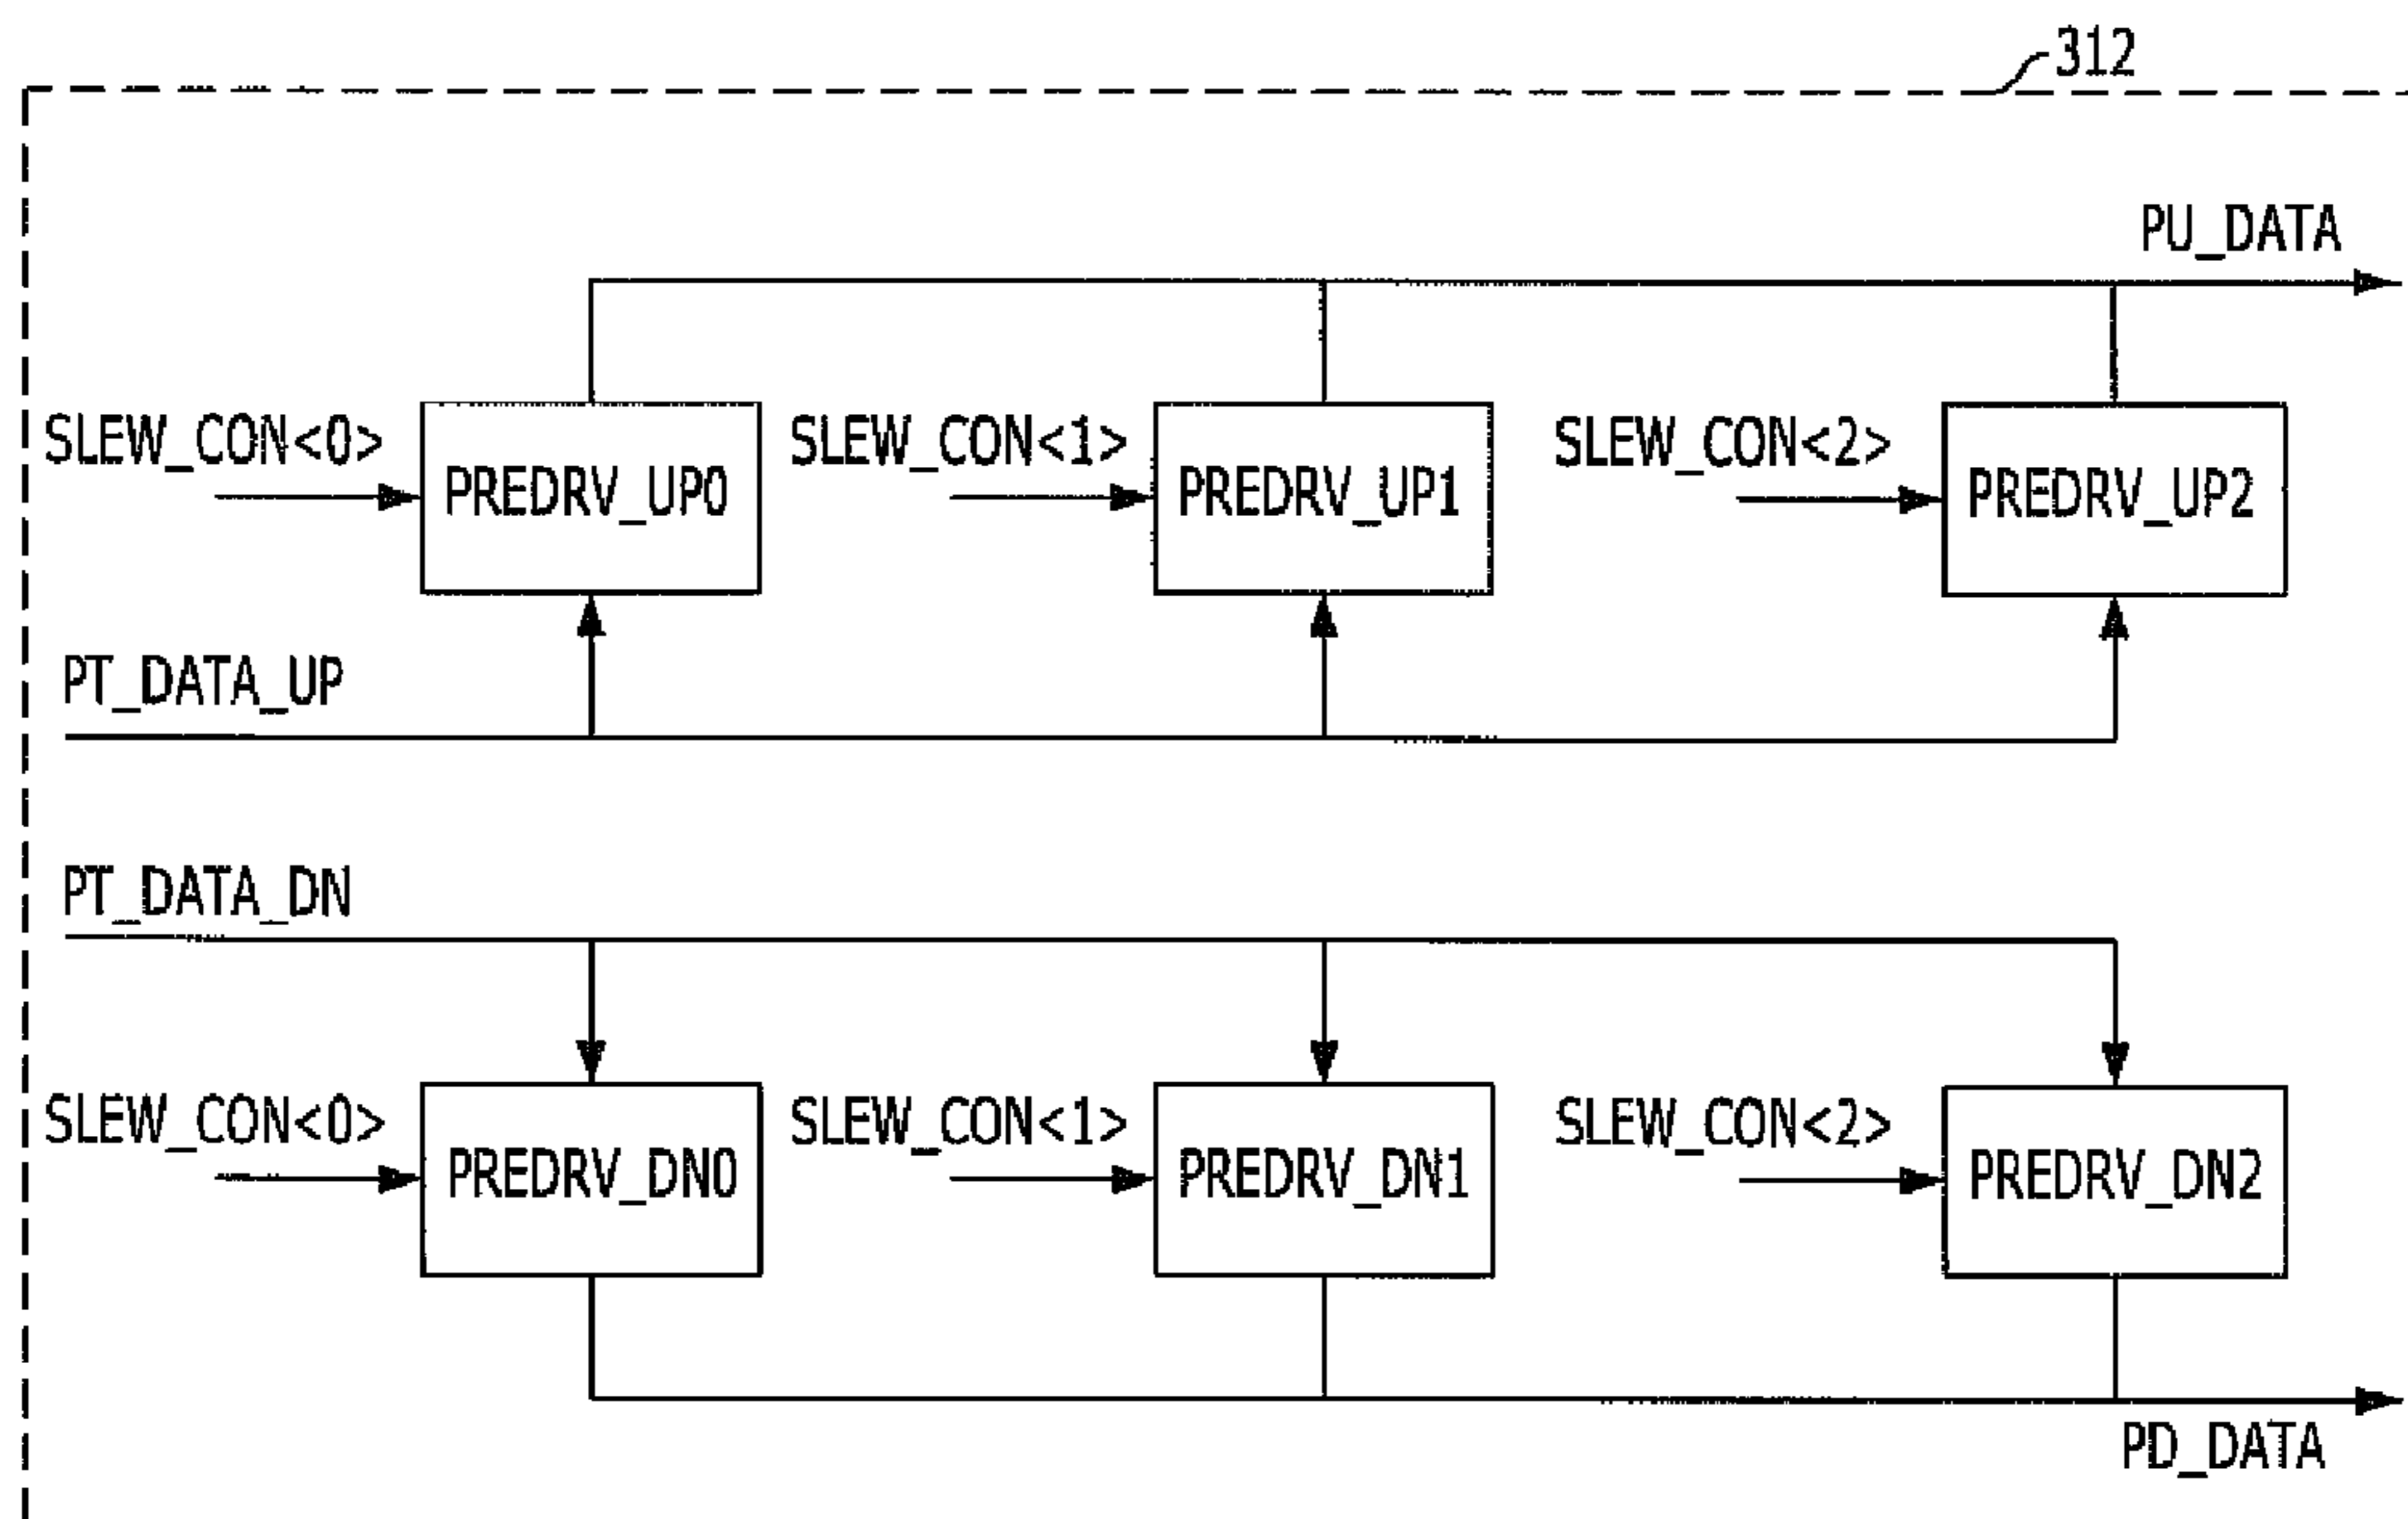 312
PU_DATA
SLEW_CON<0>
PREDRV_UP0
SLEW_CON<1>
PREDRV_UP1
SLEW_CON<2>
PREDRV_UP2
PT_DATA_UP
PT_DATA_DN
SLEW_CON<0>
PREDRV_DN0
SLEW_CON<1>
PREDRV_DN1
SLEW_CON<2>
PREDRV_DN2
PD_DATA